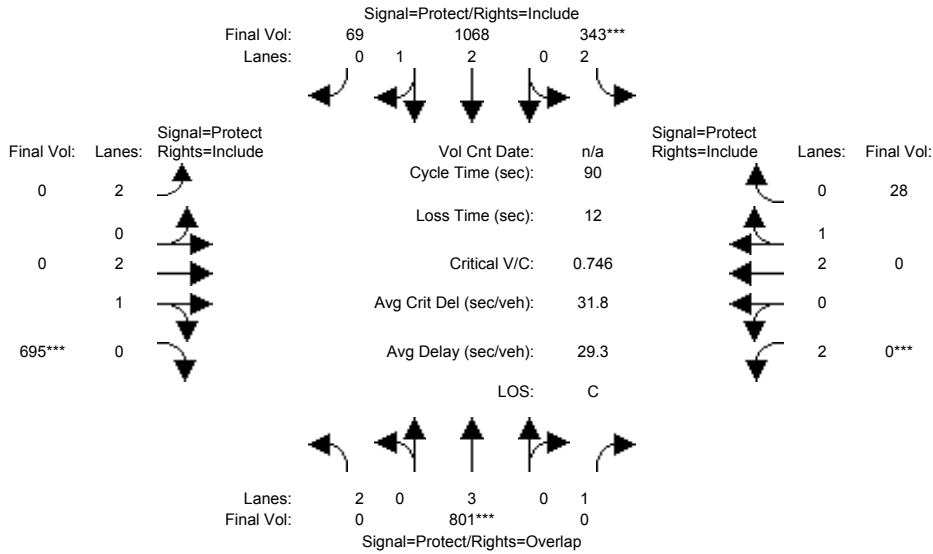 Signal=Protect/Rights=Include
Final Vol: 69 1068 343***
Lanes: 0 1 2 0 2
Signal=Protect Signal=Protect
Final Vol: Lanes: Rights=Include Vol Cnt Date: n/a Rights=Include Lanes: Final Vol:
Cycle Time (sec): 90
0 2 0 28
Loss Time (sec): 12
0 1
0 2 Critical V/C: 0.746 2 0
1 Avg Crit Del (sec/veh): 31.8 0
695*** 0 Avg Delay (sec/veh): 29.3 2 0***
LOS: C
Lanes: 2 0 3 0 1
Final Vol: 0 801*** 0
Signal=Protect/Rights=Overlap